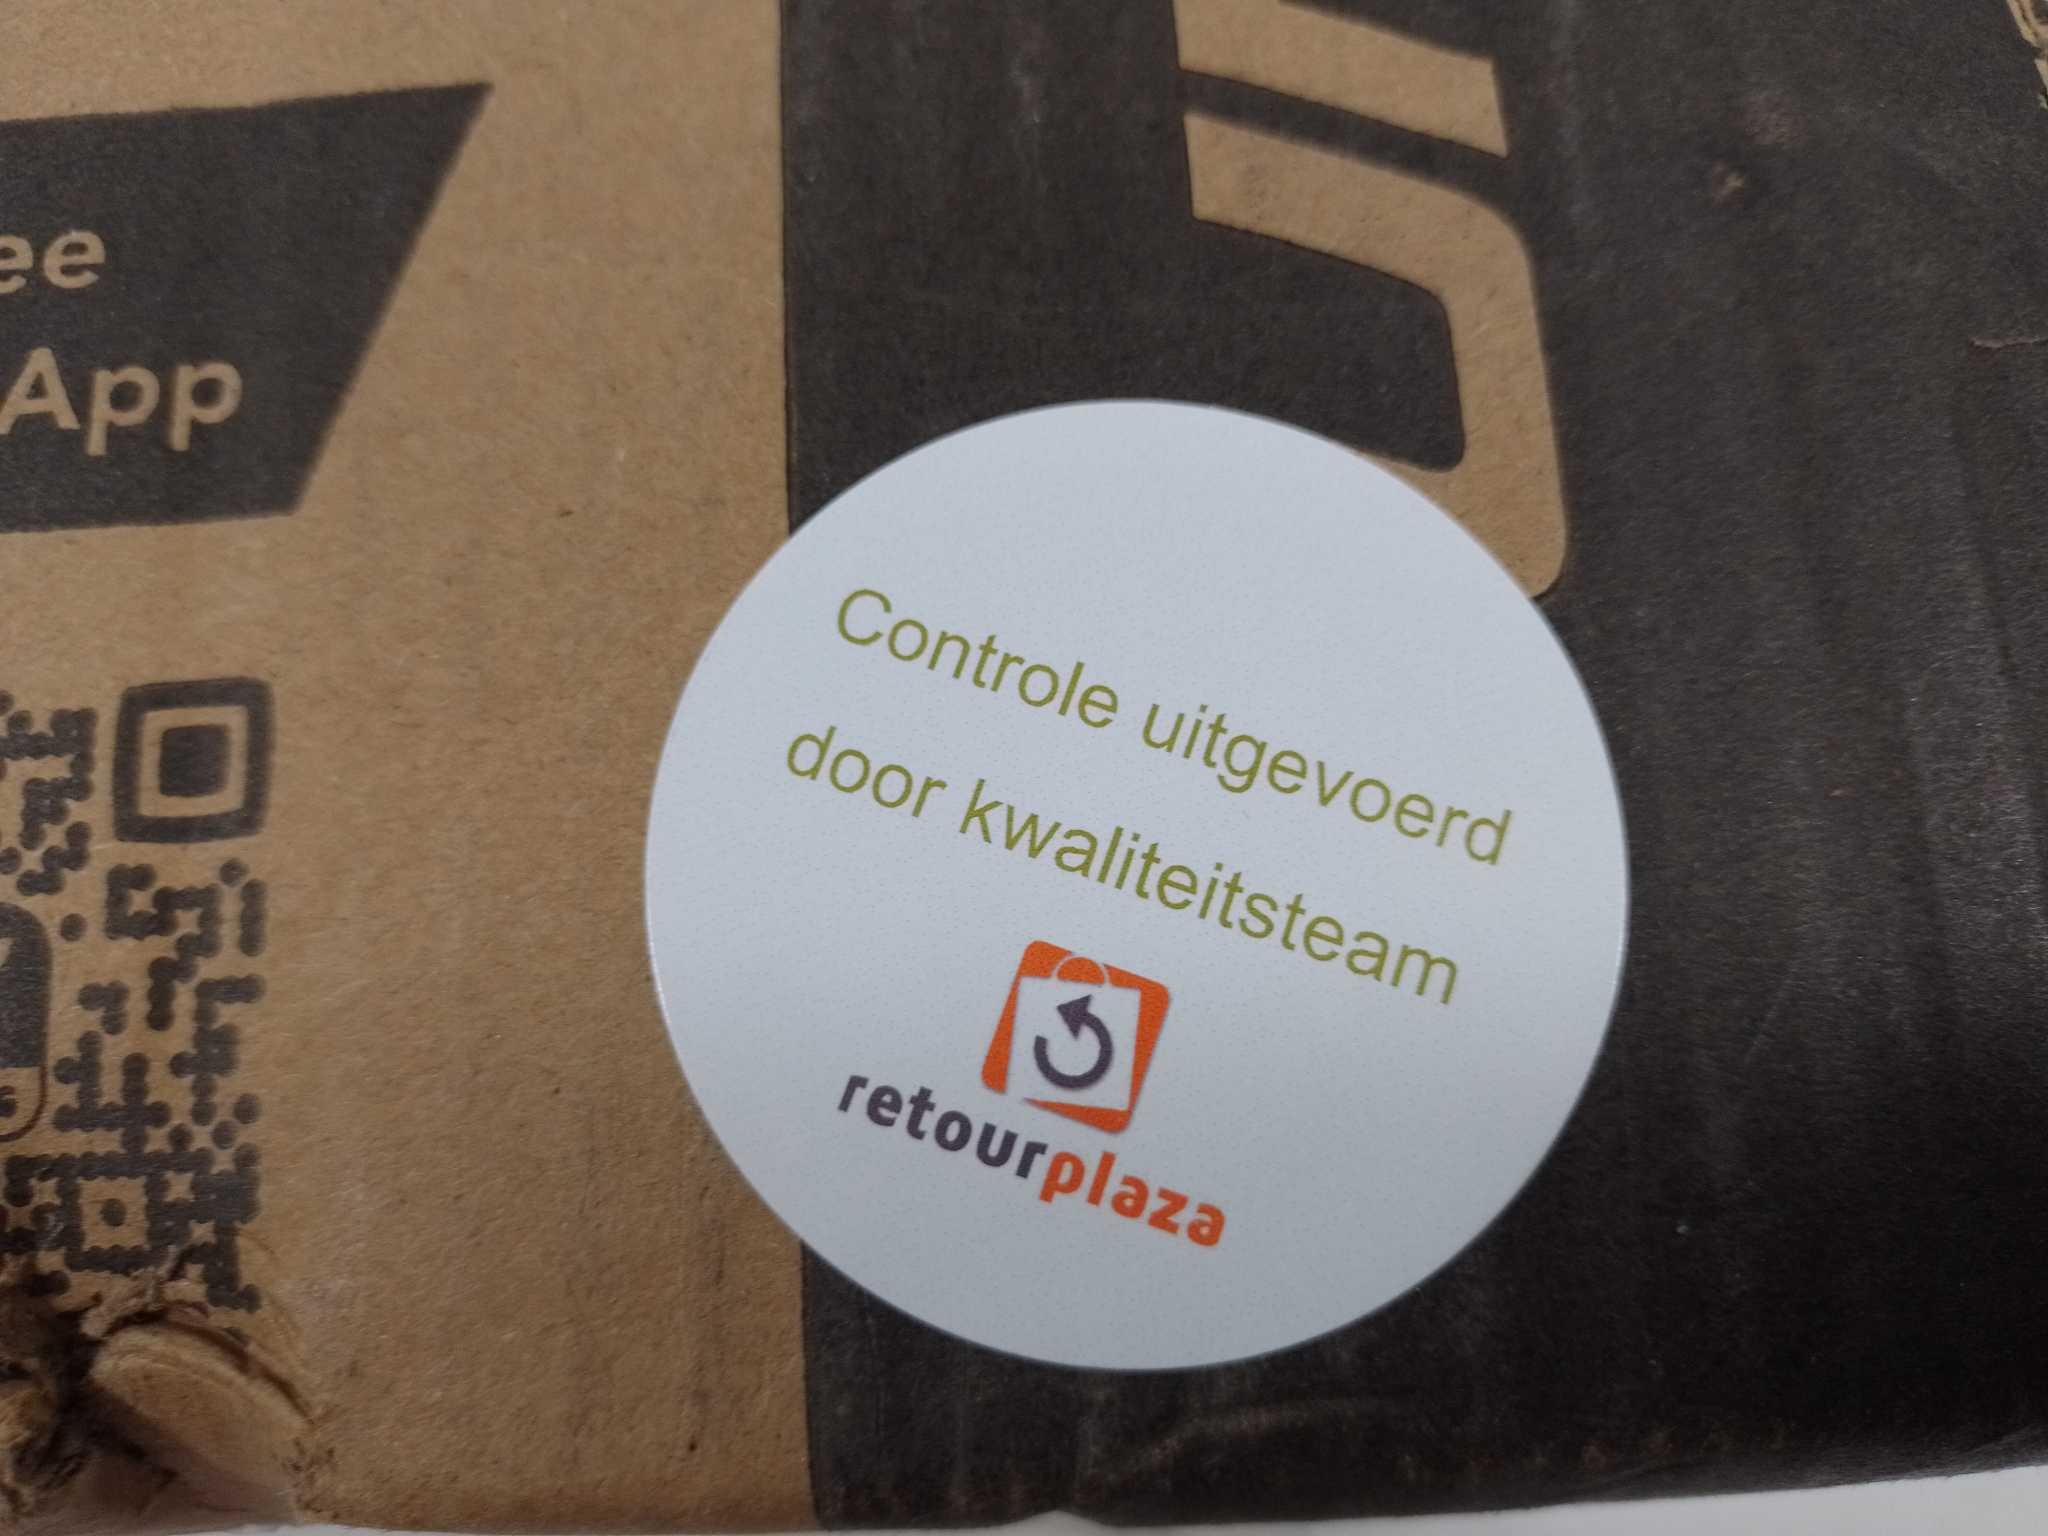 ee
App
Controle uitgevoerd
door kwaliteitsteam
retourplaza